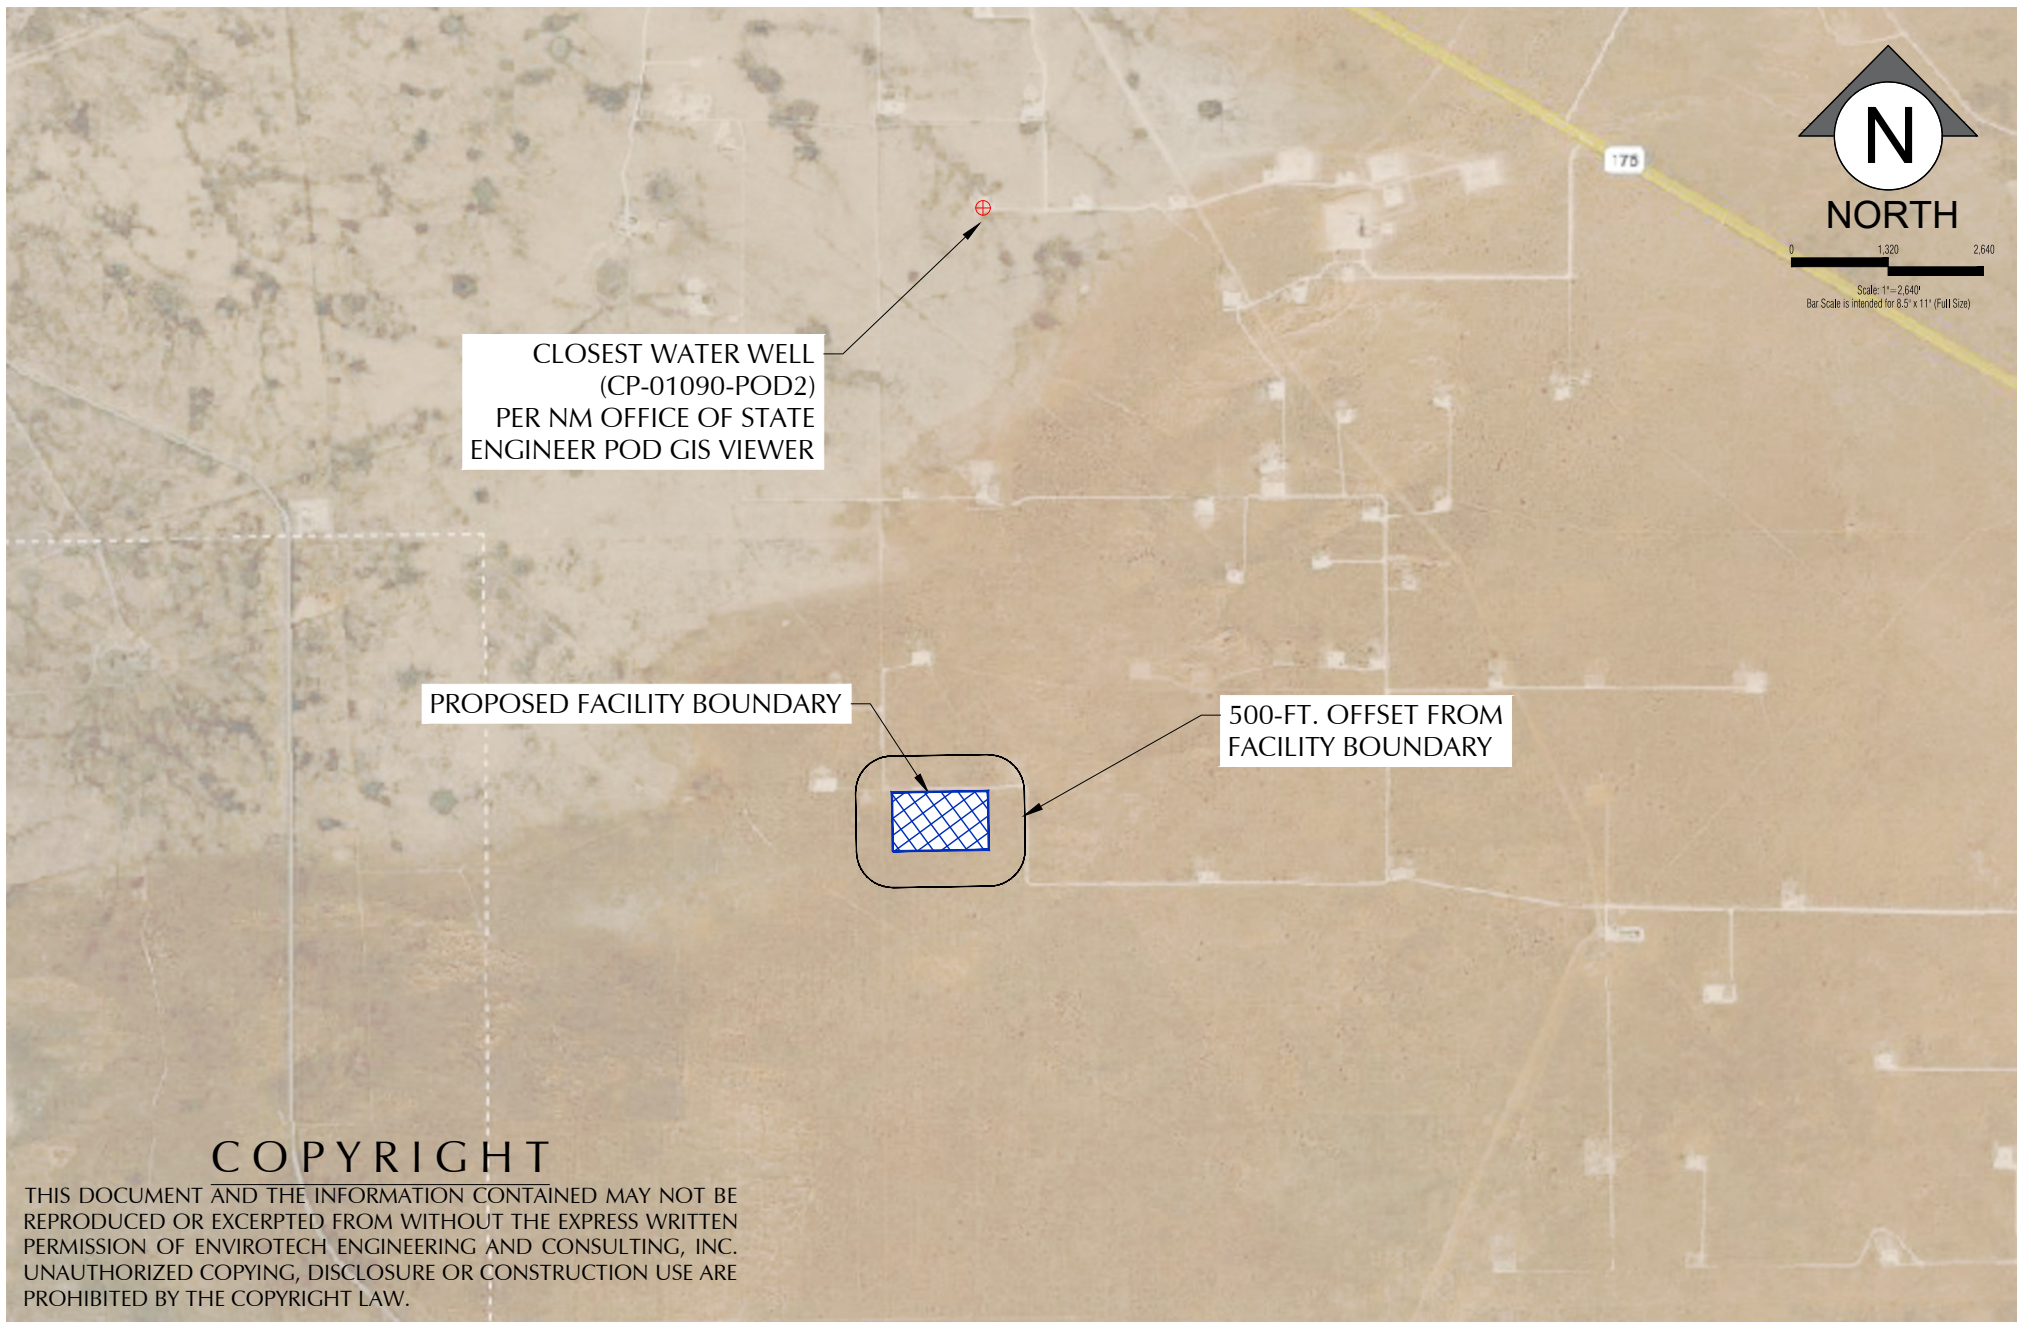 175
N
NORTH
0 1,320 2,640
Scale: 1"=2,640'
Bar Scale is intended for 8.5" x 11" (Full Size)
CLOSEST WATER WELL
(CP-01090-POD2)
PER NM OFFICE OF STATE
ENGINEER POD GIS VIEWER
PROPOSED FACILITY BOUNDARY
500-FT. OFFSET FROM
FACILITY BOUNDARY
COPYRIGHT
THIS DOCUMENT AND THE INFORMATION CONTAINED MAY NOT BE
REPRODUCED OR EXCERPTED FROM WITHOUT THE EXPRESS WRITTEN
PERMISSION OF ENVIROTECH ENGINEERING AND CONSULTING, INC.
UNAUTHORIZED COPYING, DISCLOSURE OR CONSTRUCTION USE ARE
PROHIBITED BY THE COPYRIGHT LAW.